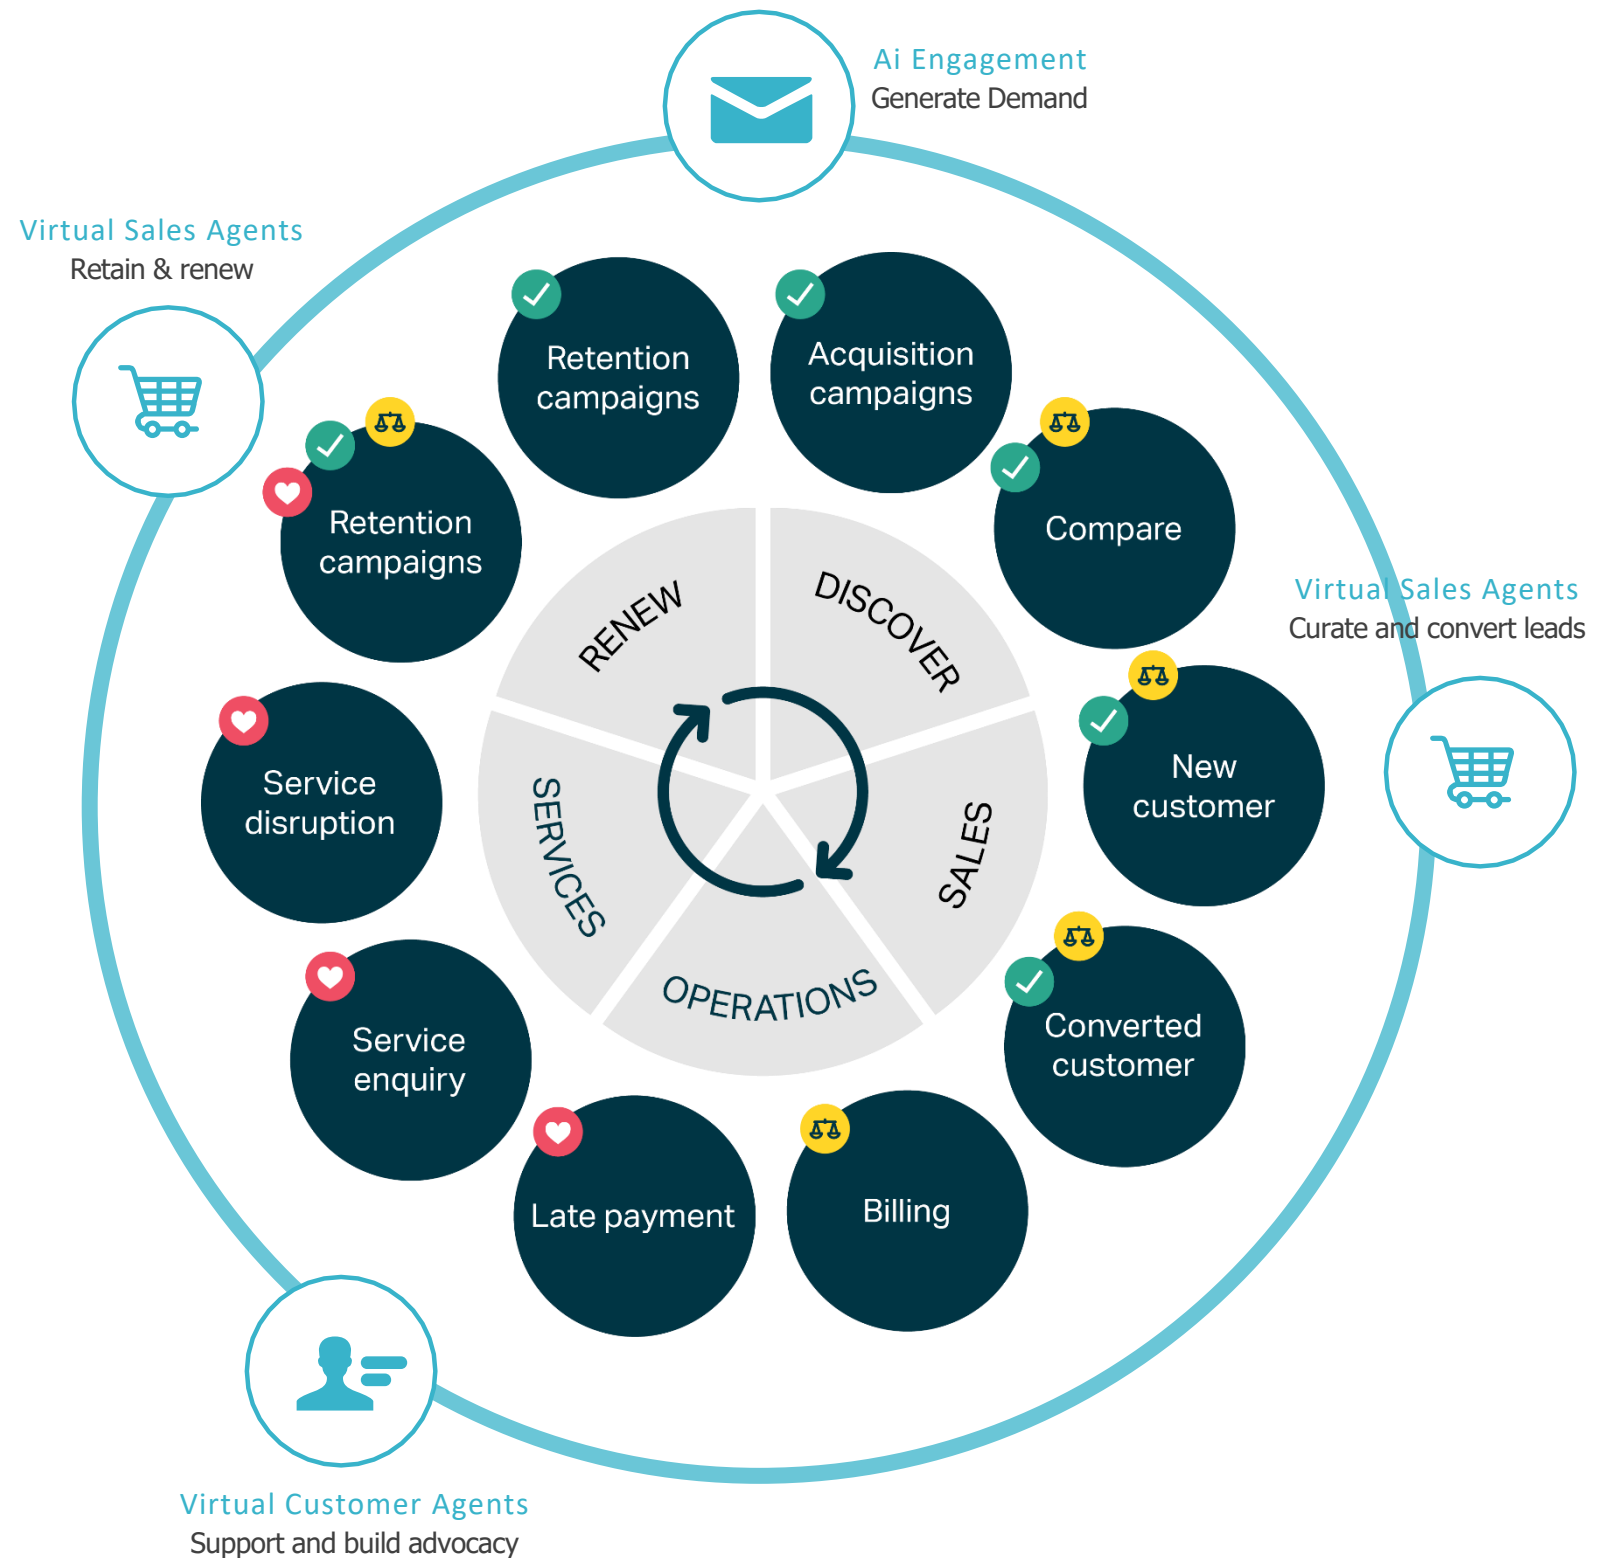 Ai Engagement
Generate Demand
Virtual Sales Agents
Retain & renew
Retention
campaigns
Acquisition
campaigns
Retention
campaigns
Compare
Virtual Sales Agents
Curate and convert leads
RENEW
DISCOVER
Service
disruption
New
customer
SERVICES
SALES
OPERATIONS
Service
enquiry
Converted
customer
Late payment
Billing
Virtual Customer Agents
Support and build advocacy